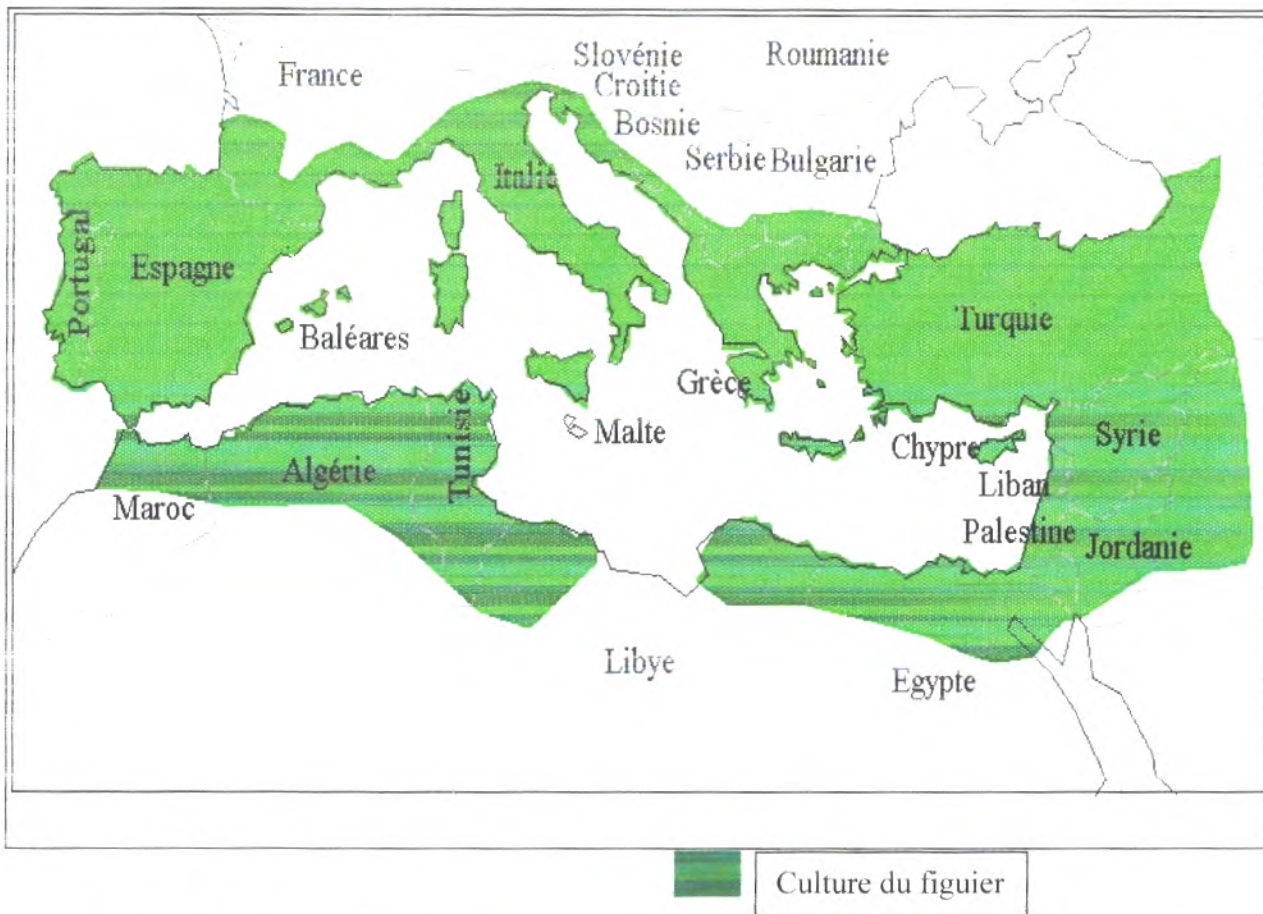 Slovénie
Roumanie
France
Croitie
Bosnie
Serbie
Bulgarie
Italie
Portugal
Espagne
Turquie
Baléares
Grèce
Tunisie
Malte
Chypre
Syrie
Algérie
Liban
Maroc
Palestine
Jordanie
Libye
Egypte
Culture du figuier